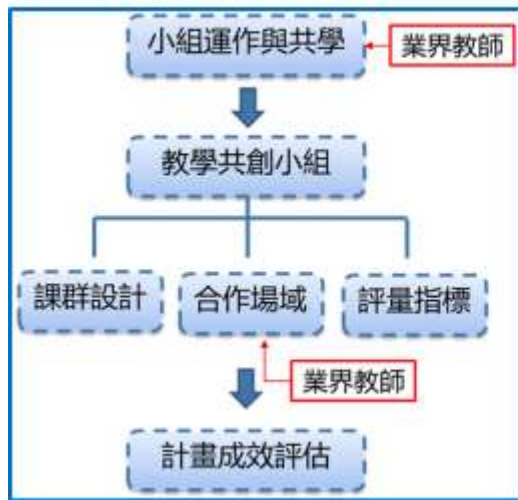 小組運作與共學
業界教師
教學共創小組
課群設計
合作場域
評量指標
業界教師
計畫成效評估